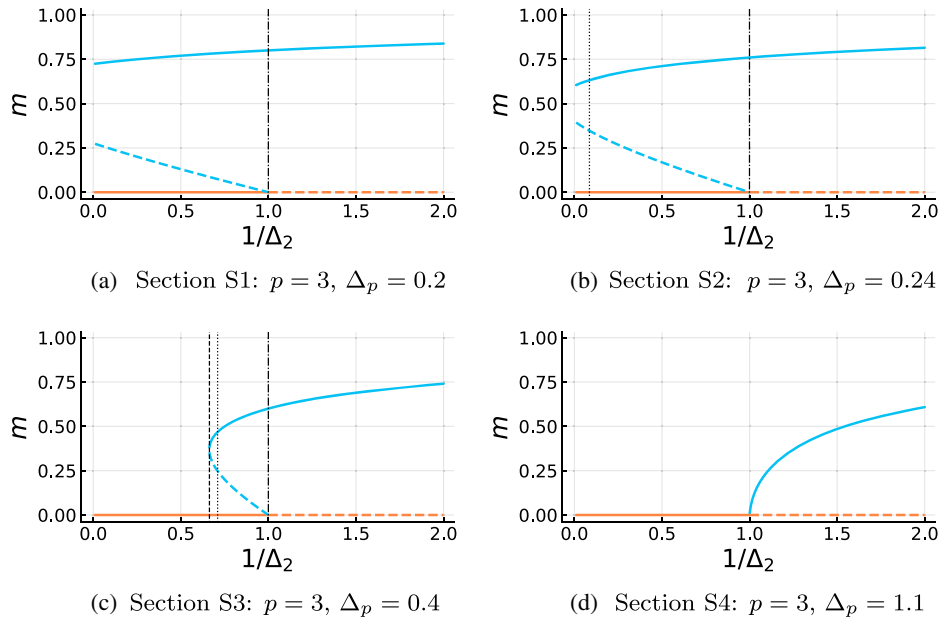 1.00
0.75
0.50
0.25
0.00
m
0.0 0.5 1.0 1.5 2.0
1/Δ₂
(a) Section S1: p = 3, Δₚ = 0.2
1.00
0.75
0.50
0.25
0.00
m
0.0 0.5 1.0 1.5 2.0
1/Δ₂
(b) Section S2: p = 3, Δₚ = 0.24
1.00
0.75
0.50
0.25
0.00
m
0.0 0.5 1.0 1.5 2.0
1/Δ₂
(c) Section S3: p = 3, Δₚ = 0.4
1.00
0.75
0.50
0.25
0.00
m
0.0 0.5 1.0 1.5 2.0
1/Δ₂
(d) Section S4: p = 3, Δₚ = 1.1